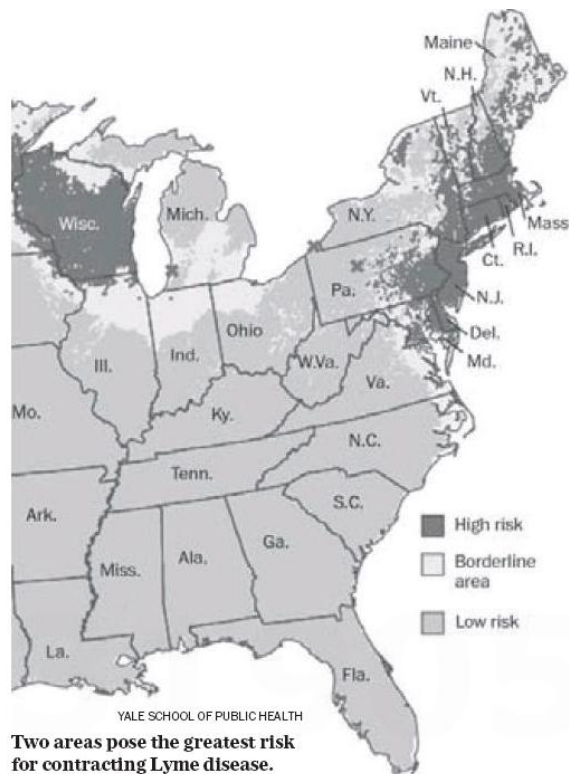 Maine
N.H.
Vt.
Wisc.
Mich.
N.Y.
Mass
R.I.
Ct.
Pa.
N.J.
Ohio
Del.
Ill.
Ind.
W.Va.
Md.
Va.
Mo.
Ky.
N.C.
Tenn.
Ark.
S.C.
High risk
Miss.
Ala.
Ga.
Borderline
area
Low risk
La.
Fla.
YALE SCHOOL OF PUBLIC HEALTH
Two areas pose the greatest risk
for contracting Lyme disease.